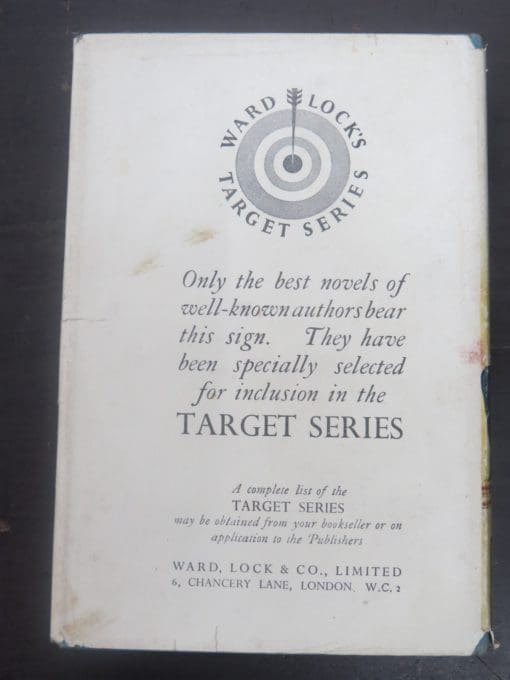 WARD LOCK'S
TARGET SERIES
Only the best novels of
well-known authors bear
this sign. They have
been specially selected
for inclusion in the
TARGET SERIES
A complete list of the
TARGET SERIES
may be obtained from your bookseller or on
application to the Publishers
WARD, LOCK & CO., LIMITED
6, CHANCERY LANE, LONDON, W.C.2